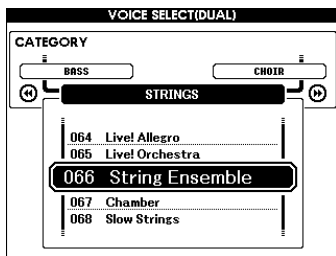 VOICE SELECT(DUAL)
CATEGORY
BASS CHOIR
STRINGS
064 Live! Allegro
065 Live! Orchestra
066 String Ensemble
067 Chamber
068 Slow Strings